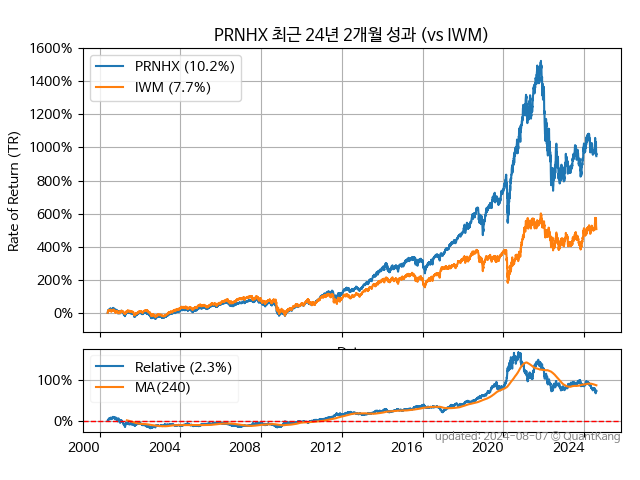 PRNHX 최근 24년 2개월 성과 (vs IWM)
1600%
1400%
1200%
1000%
800%
600%
400%
200%
0%
Rate of Return (TR)
PRNHX (10.2%)
IWM (7.7%)
100%
0%
Relative (2.3%)
MA(240)
2000 2004 2008 2012 2016 2020 2024
updated: 2024-08-07 © QuantKang